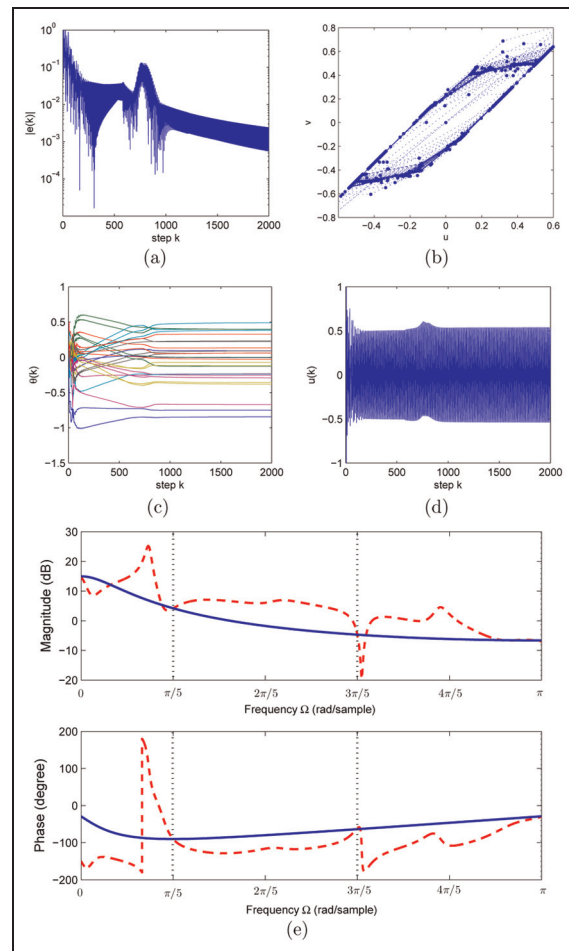 10^0
10^-1
10^-2
10^-3
10^-4
|e(k)|
0 500 1000 1500 2000
step k
(a)
0.8
0.6
0.4
0.2
0
−0.2
−0.4
−0.6
−0.8
v
−0.4 −0.2 0 0.2 0.4 0.6
u
(b)
1
0.5
0
−0.5
−1
−1.5
θ(k)
0 500 1000 1500 2000
step k
(c)
1
0.5
0
−0.5
−1
u(k)
0 500 1000 1500 2000
step k
(d)
30
20
10
0
−10
−20
Magnitude (dB)
0 π/5 2π/5 3π/5 4π/5 π
Frequency Ω (rad/sample)
200
100
0
−100
−200
Phase (degree)
0 π/5 2π/5 3π/5 4π/5 π
Frequency Ω (rad/sample)
(e)